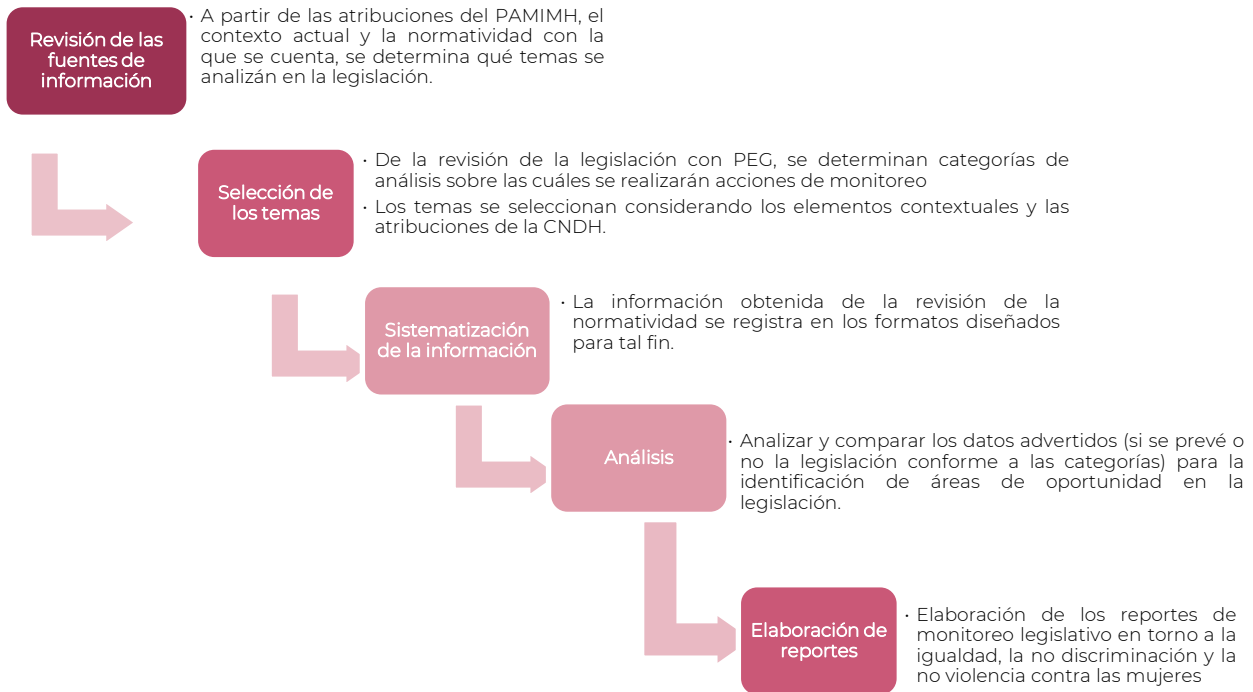 Revisión de las
fuentes de
información
· A partir de las atribuciones del PAMIMH, el
contexto actual y la normatividad con la
que se cuenta, se determina qué temas se
analizán en la legislación.
Selección de
los temas
· De la revisión de la legislación con PEG, se determinan categorías de
análisis sobre las cuáles se realizarán acciones de monitoreo
· Los temas se seleccionan considerando los elementos contextuales y las
atribuciones de la CNDH.
Sistematización
de la información
· La información obtenida de la revisión de la
normatividad se registra en los formatos diseñados
para tal fin.
Análisis
· Analizar y comparar los datos advertidos (si se prevé o
no la legislación conforme a las categorías) para la
identificación de áreas de oportunidad en la
legislación.
Elaboración de
reportes
· Elaboración de los reportes de
monitoreo legislativo en torno a la
igualdad, la no discriminación y la
no violencia contra las mujeres